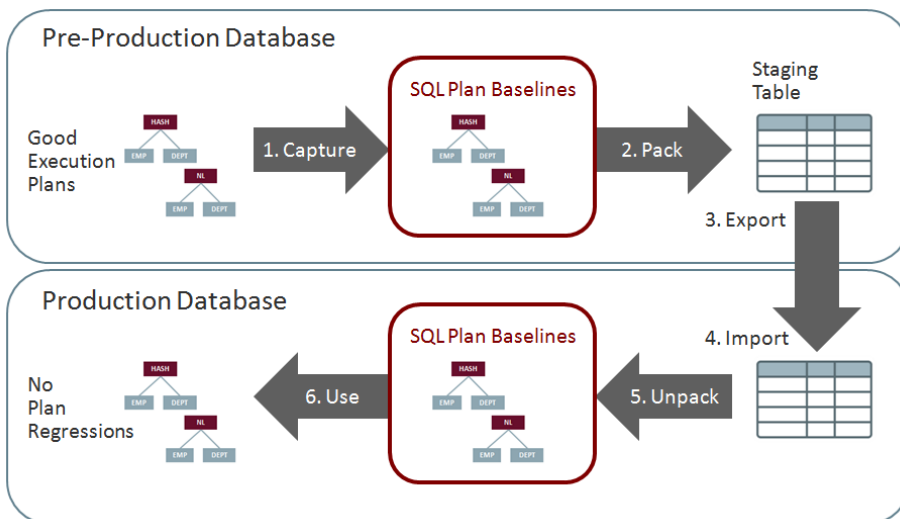 Pre-Production Database
Good
Execution
Plans
HASH
EMP DEPT
NL
EMP DEPT
1. Capture
SQL Plan Baselines
HASH
EMP DEPT
NL
EMP DEPT
2. Pack
Staging
Table
3. Export
Production Database
4. Import
5. Unpack
SQL Plan Baselines
HASH
EMP DEPT
NL
EMP DEPT
6. Use
HASH
EMP DEPT
NL
EMP DEPT
No
Plan
Regressions